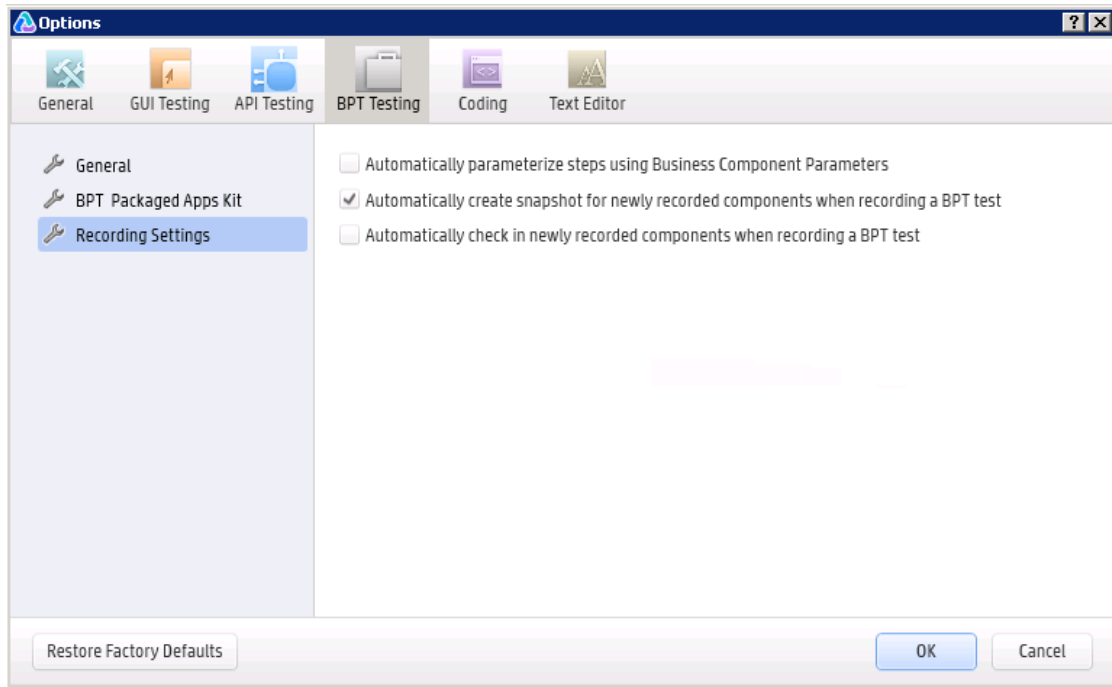 Options
General
GUI Testing
API Testing
BPT Testing
Coding
Text Editor
General
BPT Packaged Apps Kit
Recording Settings
Automatically parameterize steps using Business Component Parameters
Automatically create snapshot for newly recorded components when recording a BPT test
Automatically check in newly recorded components when recording a BPT test
Restore Factory Defaults
OK
Cancel